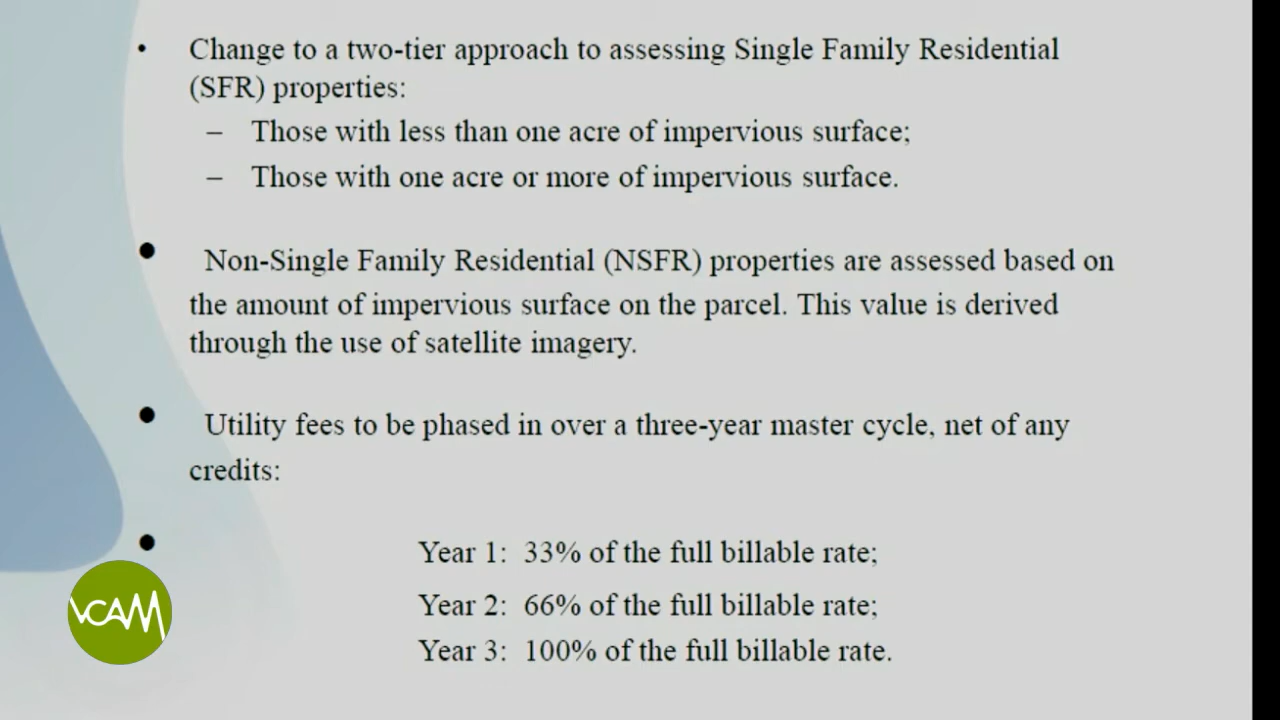 • Change to a two-tier approach to assessing Single Family Residential
(SFR) properties:
– Those with less than one acre of impervious surface;
– Those with one acre or more of impervious surface.
• Non-Single Family Residential (NSFR) properties are assessed based on
the amount of impervious surface on the parcel. This value is derived
through the use of satellite imagery.
• Utility fees to be phased in over a three-year master cycle, net of any
credits:
• Year 1: 33% of the full billable rate;
Year 2: 66% of the full billable rate;
Year 3: 100% of the full billable rate.
VCAM